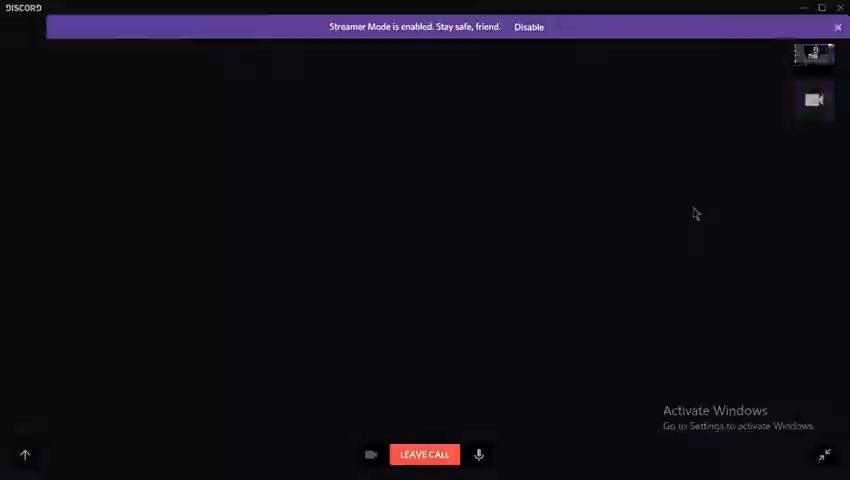 DISCORD
Streamer Mode is enabled. Stay safe, friend. Disable
Activate Windows
Go to Settings to activate Windows.
LEAVE CALL